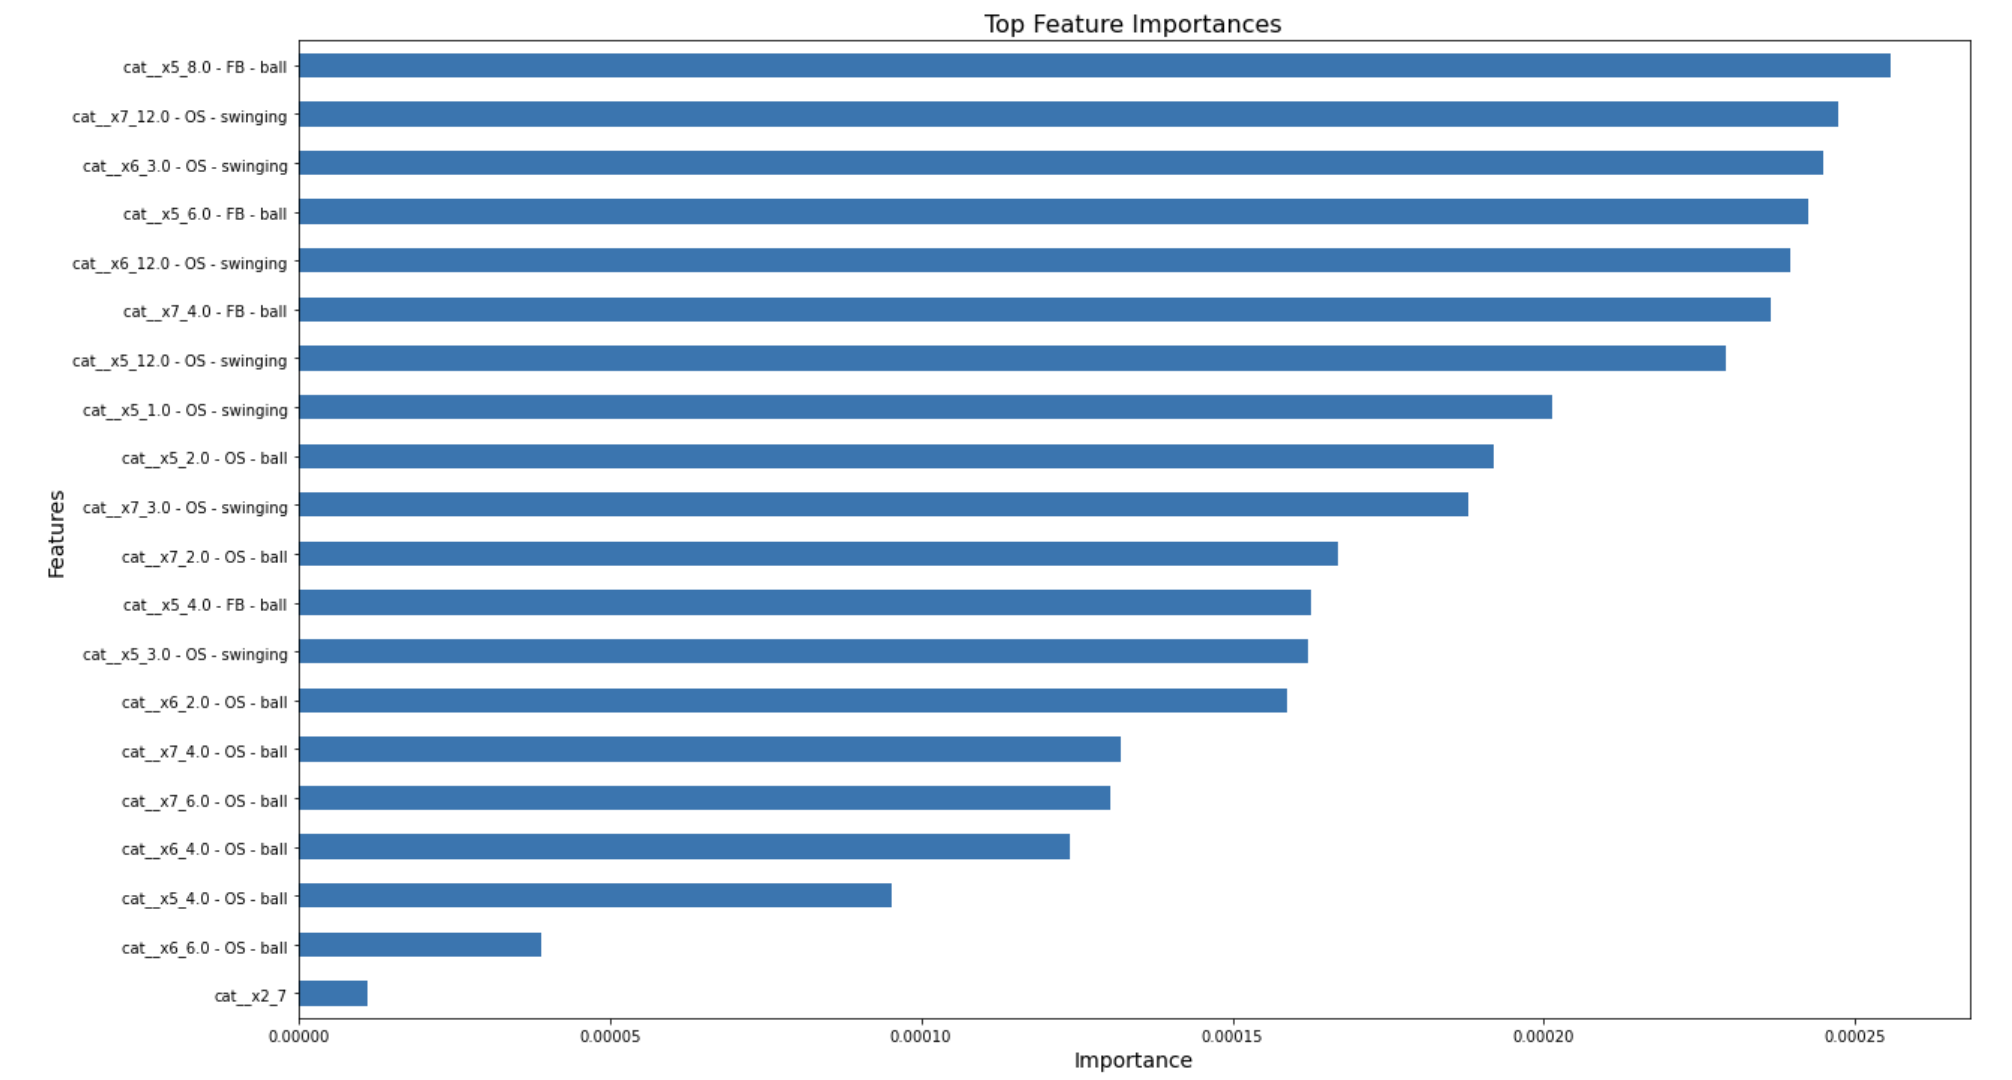 Top Feature Importances
cat__x5_8.0 - FB - ball
cat__x7_12.0 - OS - swinging
cat__x6_3.0 - OS - swinging
cat__x5_6.0 - FB - ball
cat__x6_12.0 - OS - swinging
cat__x7_4.0 - FB - ball
cat__x5_12.0 - OS - swinging
cat__x5_1.0 - OS - swinging
cat__x5_2.0 - OS - ball
cat__x7_3.0 - OS - swinging
cat__x7_2.0 - OS - ball
cat__x5_4.0 - FB - ball
cat__x5_3.0 - OS - swinging
cat__x6_2.0 - OS - ball
cat__x7_4.0 - OS - ball
cat__x7_6.0 - OS - ball
cat__x6_4.0 - OS - ball
cat__x5_4.0 - OS - ball
cat__x6_6.0 - OS - ball
cat__x2_7
Features
0.00000 0.00005 0.00010 0.00015 0.00020 0.00025
Importance